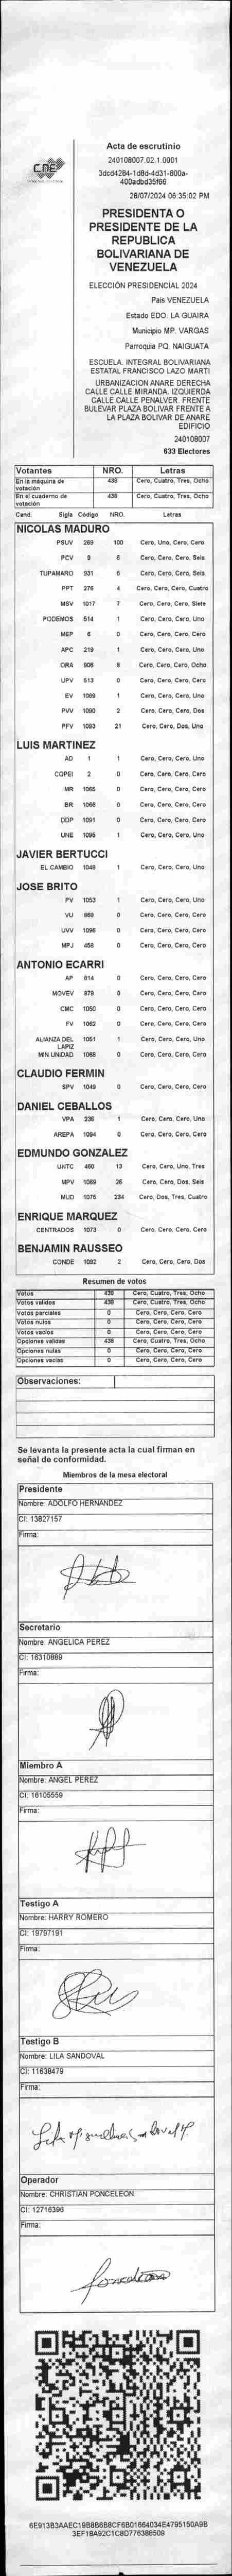 CNE
Acta de escrutinio
240108007.02.1.0001
3dcd4284-1d8d-4d31-800a-
400adbd35f66
28/07/2024 06:35:02 PM
PRESIDENTA O
PRESIDENTE DE LA
REPUBLICA
BOLIVARIANA DE
VENEZUELA
ELECCIÓN PRESIDENCIAL 2024
Pais VENEZUELA
Estado EDO. LA GUAIRA
Municipio MP. VARGAS
Parroquia PQ. NAIGUATA
ESCUELA. INTEGRAL BOLIVARIANA
ESTATAL FRANCISCO LAZO MARTI
URBANIZACION ANARE DERECHA
CALLE CALLE MIRANDA. IZQUIERDA
CALLE CALLE PEÑALVER. FRENTE
BULEVAR PLAZA BOLIVAR FRENTE A
LA PLAZA BOLIVAR DE ANARE
EDIFICIO
240108007
633 Electores
Votantes NRO. Letras
En la máquina de votación 438 Cero, Cuatro, Tres, Ocho
En el cuaderno de votación 438 Cero, Cuatro, Tres, Ocho
Cand. Sigla Código NRO. Letras
NICOLAS MADURO
PSUV 269 100 Cero, Uno, Cero, Cero
PCV 9 6 Cero, Cero, Cero, Seis
TUPAMARO 931 6 Cero, Cero, Cero, Seis
PPT 276 4 Cero, Cero, Cero, Cuatro
MSV 1017 7 Cero, Cero, Cero, Siete
PODEMOS 514 1 Cero, Cero, Cero, Uno
MEP 6 0 Cero, Cero, Cero, Cero
APC 219 1 Cero, Cero, Cero, Uno
ORA 908 8 Cero, Cero, Cero, Ocho
UPV 513 0 Cero, Cero, Cero, Cero
EV 1089 1 Cero, Cero, Cero, Uno
PVV 1090 2 Cero, Cero, Cero, Dos
PFV 1093 21 Cero, Cero, Dos, Uno
LUIS MARTINEZ
AD 1 1 Cero, Cero, Cero, Uno
COPEI 2 0 Cero, Cero, Cero, Cero
MR 1065 0 Cero, Cero, Cero, Cero
BR 1066 0 Cero, Cero, Cero, Cero
DDP 1091 0 Cero, Cero, Cero, Cero
UNE 1095 1 Cero, Cero, Cero, Uno
JAVIER BERTUCCI
EL CAMBIO 1046 1 Cero, Cero, Cero, Uno
JOSE BRITO
PV 1053 1 Cero, Cero, Cero, Uno
VU 969 0 Cero, Cero, Cero, Cero
UVV 1096 0 Cero, Cero, Cero, Cero
MPJ 458 0 Cero, Cero, Cero, Cero
ANTONIO ECARRI
AP 814 0 Cero, Cero, Cero, Cero
MOVEV 879 0 Cero, Cero, Cero, Cero
CMC 1050 0 Cero, Cero, Cero, Cero
FV 1062 0 Cero, Cero, Cero, Cero
ALIANZA DEL LAPIZ 1051 1 Cero, Cero, Cero, Uno
MIN UNIDAD 1068 0 Cero, Cero, Cero, Cero
CLAUDIO FERMIN
SPV 1049 0 Cero, Cero, Cero, Cero
DANIEL CEBALLOS
VPA 236 1 Cero, Cero, Cero, Uno
AREPA 1094 0 Cero, Cero, Cero, Cero
EDMUNDO GONZALEZ
UNTC 460 13 Cero, Cero, Uno, Tres
MPV 1069 26 Cero, Cero, Dos, Seis
MUD 1075 234 Cero, Dos, Tres, Cuatro
ENRIQUE MARQUEZ
CENTRADOS 1073 0 Cero, Cero, Cero, Cero
BENJAMIN RAUSSEO
CONDE 1092 2 Cero, Cero, Cero, Dos
Resumen de votos
Votos 438 Cero, Cuatro, Tres, Ocho
Votos validos 438 Cero, Cuatro, Tres, Ocho
Votos parciales 0 Cero, Cero, Cero, Cero
Votos nulos 0 Cero, Cero, Cero, Cero
Votos vacios 0 Cero, Cero, Cero, Cero
Opciones validas 438 Cero, Cuatro, Tres, Ocho
Opciones nulas 0 Cero, Cero, Cero, Cero
Opciones vacias 0 Cero, Cero, Cero, Cero
Observaciones:
Se levanta la presente acta la cual firman en
señal de conformidad.
Miembros de la mesa electoral
Presidente
Nombre: ADOLFO HERNANDEZ
CI: 13827157
Firma:
Secretario
Nombre: ANGELICA PEREZ
CI: 16310889
Firma:
Miembro A
Nombre: ANGEL PEREZ
CI: 16105559
Firma:
Testigo A
Nombre: HARRY ROMERO
CI: 19797191
Firma:
Testigo B
Nombre: LILA SANDOVAL
CI: 11638479
Firma:
Operador
Nombre: CHRISTIAN PONCELEON
CI: 12716396
Firma:
6E913B3AAEC19B8B6B8CF6B01664034E4795150A9B
3EF18A92C1C8D776388509